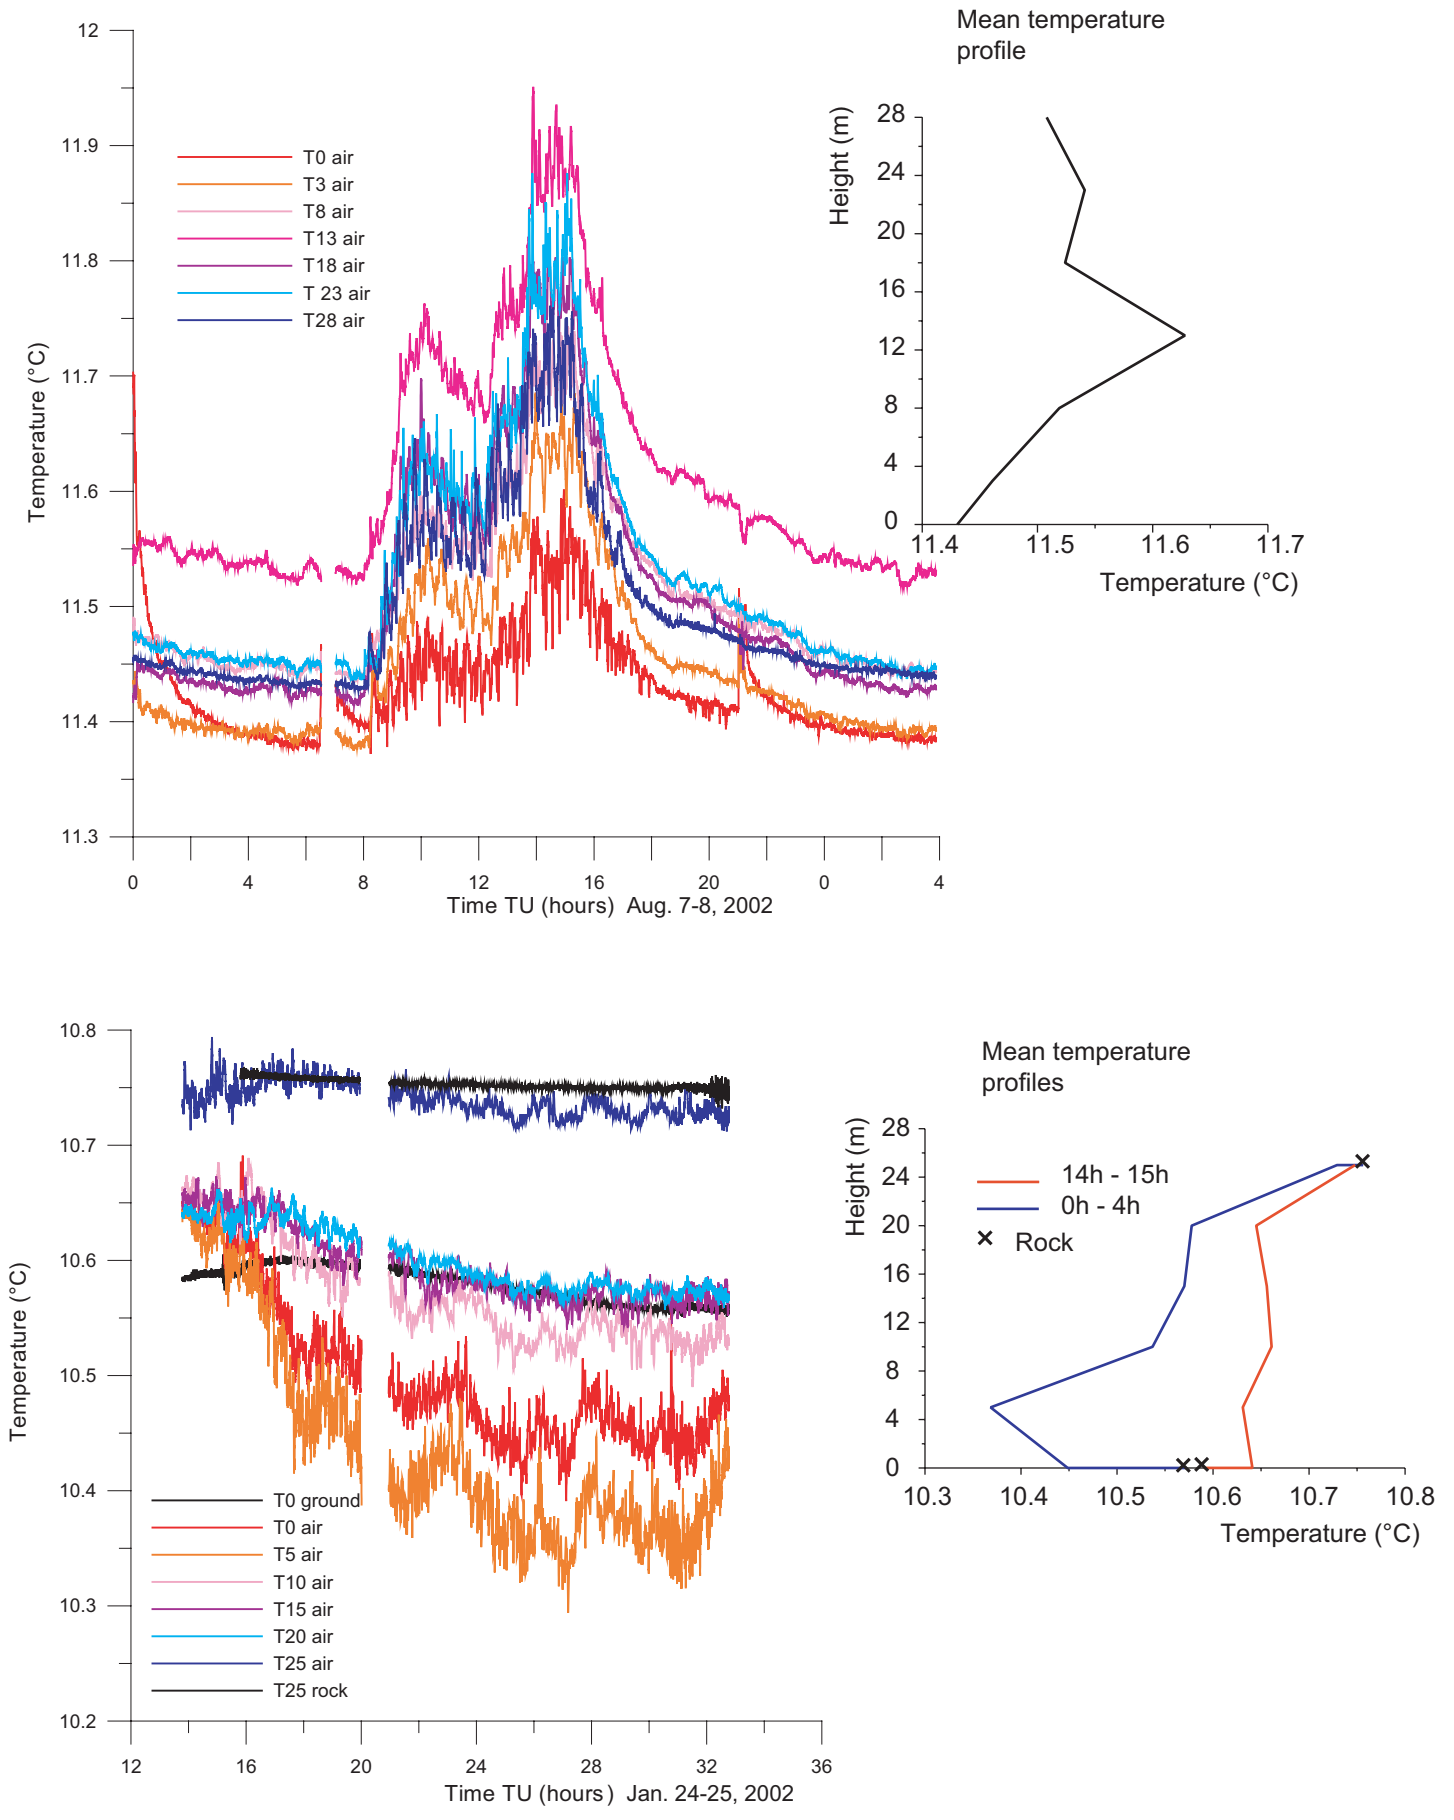 12
11.9
11.8
11.7
11.6
11.5
11.4
11.3
Temperature (°C)
T0 air
T3 air
T8 air
T13 air
T18 air
T 23 air
T28 air
0 4 8 12 16 20 0 4
Time TU (hours) Aug. 7-8, 2002
Mean temperature
profile
Height (m)
28
24
20
16
12
8
4
0
11.4 11.5 11.6 11.7
Temperature (°C)
10.8
10.7
10.6
10.5
10.4
10.3
10.2
Temperature (°C)
T0 ground
T0 air
T5 air
T10 air
T15 air
T20 air
T25 air
T25 rock
12 16 20 24 28 32 36
Time TU (hours) Jan. 24-25, 2002
Mean temperature
profiles
Height (m)
28
24
20
16
12
8
4
0
14h - 15h
0h - 4h
Rock
10.3 10.4 10.5 10.6 10.7 10.8
Temperature (°C)